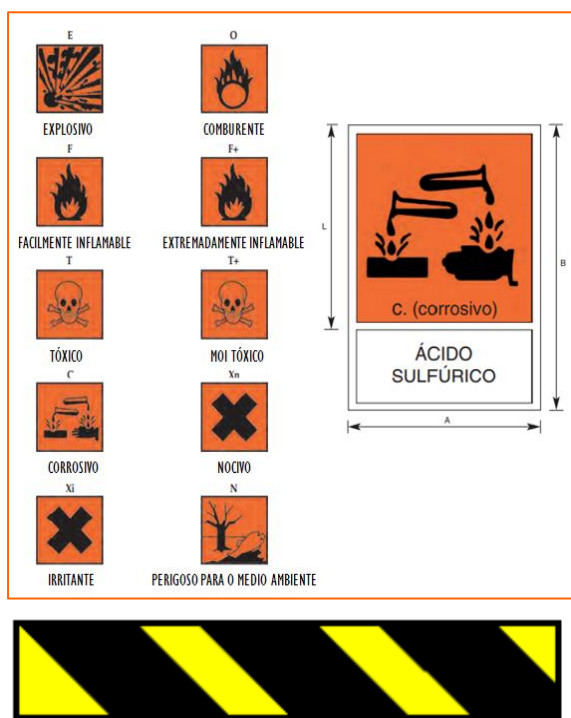 E
EXPLOSIVO
O
COMBURENTE
F
FACILMENTE INFLAMABLE
F+
EXTREMADAMENTE INFLAMABLE
T
TÓXICO
T+
MOI TÓXICO
C
CORROSIVO
Xn
NOCIVO
Xi
IRRITANTE
N
PERIGOSO PARA O MEDIO AMBIENTE
L
B
c. (corrosivo)
ÁCIDO
SULFÚRICO
A